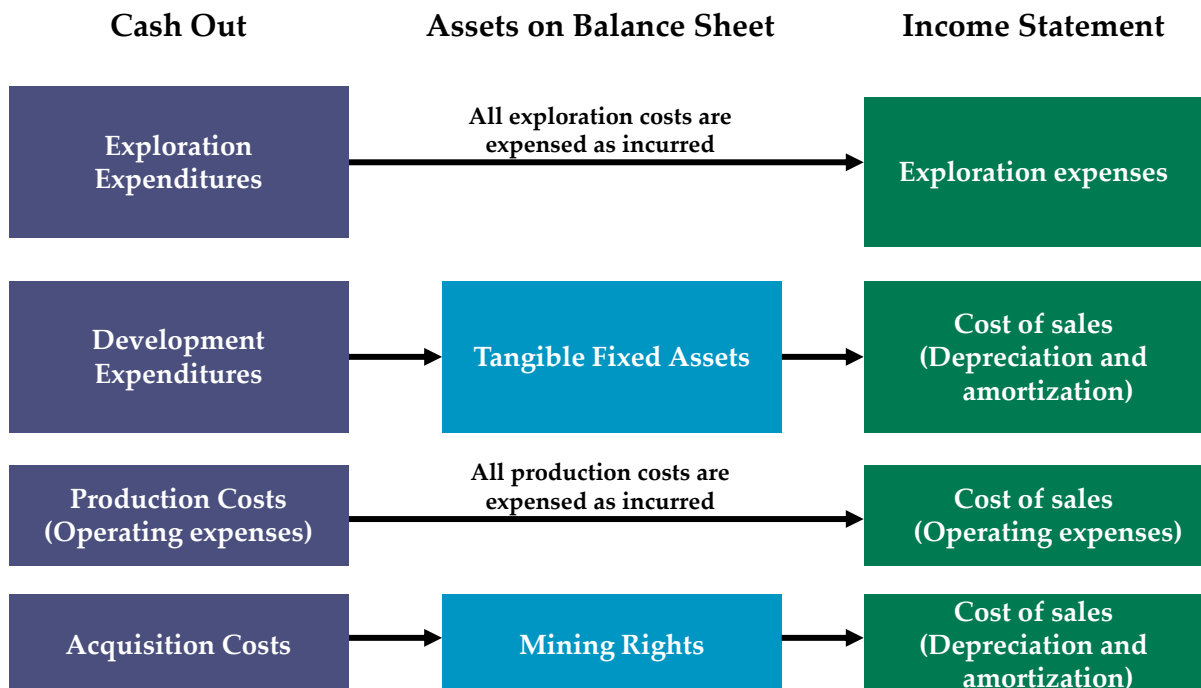 Cash Out
Assets on Balance Sheet
Income Statement
Exploration
Expenditures
All exploration costs are
expensed as incurred
Exploration expenses
Development
Expenditures
Tangible Fixed Assets
Cost of sales
(Depreciation and
amortization)
Production Costs
(Operating expenses)
All production costs are
expensed as incurred
Cost of sales
(Operating expenses)
Acquisition Costs
Mining Rights
Cost of sales
(Depreciation and
amortization)